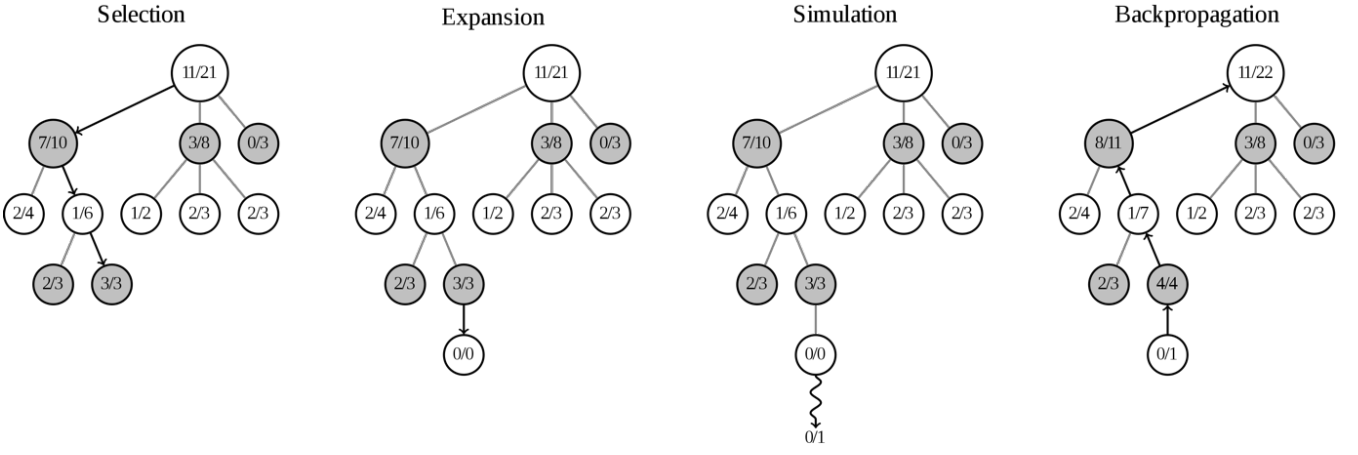 Selection
11/21
7/10 3/8 0/3
2/4 1/6 1/2 2/3 2/3
2/3 3/3
Expansion
11/21
7/10 3/8 0/3
2/4 1/6 1/2 2/3 2/3
2/3 3/3
0/0
Simulation
11/21
7/10 3/8 0/3
2/4 1/6 1/2 2/3 2/3
2/3 3/3
0/0
0/1
Backpropagation
11/22
8/11 3/8 0/3
2/4 1/7 1/2 2/3 2/3
2/3 4/4
0/1